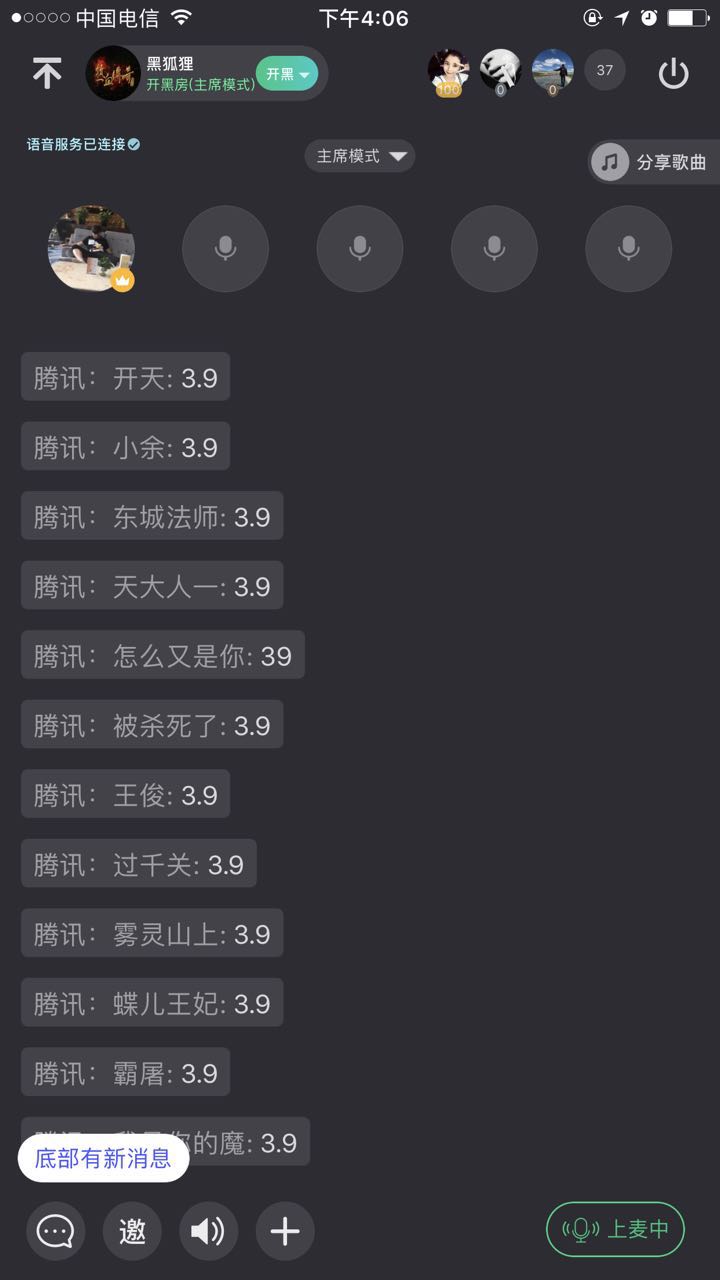 中国电信 下午4:06
黑狐狸
开黑房(主席模式) 开黑
100 0 0 37
语音服务已连接
主席模式
分享歌曲
腾讯： 开天: 3.9
腾讯： 小余: 3.9
腾讯： 东城法师: 3.9
腾讯： 天大人一: 3.9
腾讯： 怎么又是你: 39
腾讯： 被杀死了: 3.9
腾讯： 王俊: 3.9
腾讯： 过千关: 3.9
腾讯： 雾灵山上: 3.9
腾讯： 蝶儿王妃: 3.9
腾讯： 霸屠: 3.9
的魔: 3.9
底部有新消息
邀
上麦中